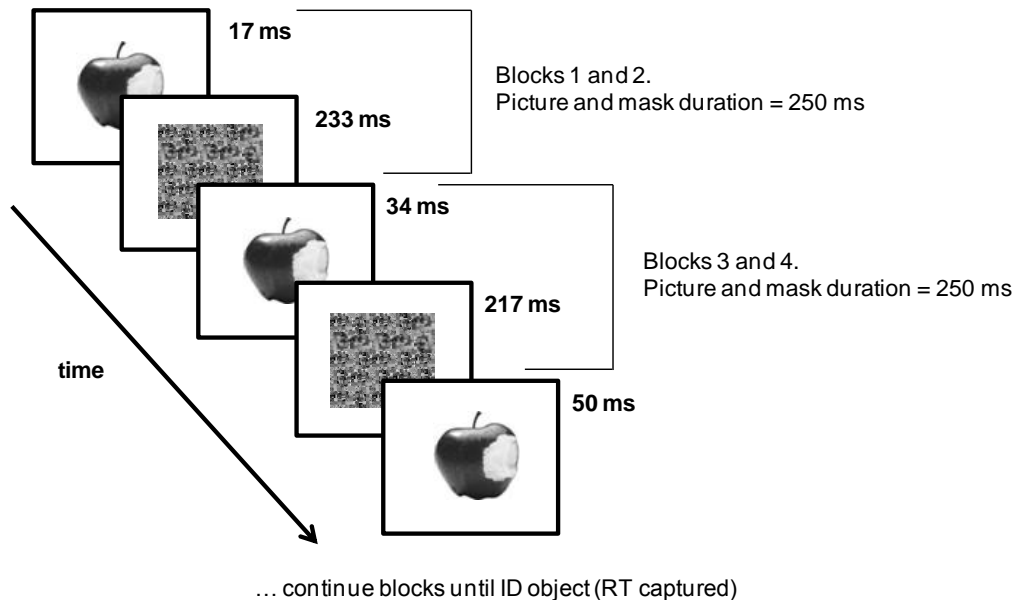 17 ms
Blocks 1 and 2.
Picture and mask duration = 250 ms
233 ms
34 ms
Blocks 3 and 4.
Picture and mask duration = 250 ms
217 ms
time
50 ms
... continue blocks until ID object (RT captured)